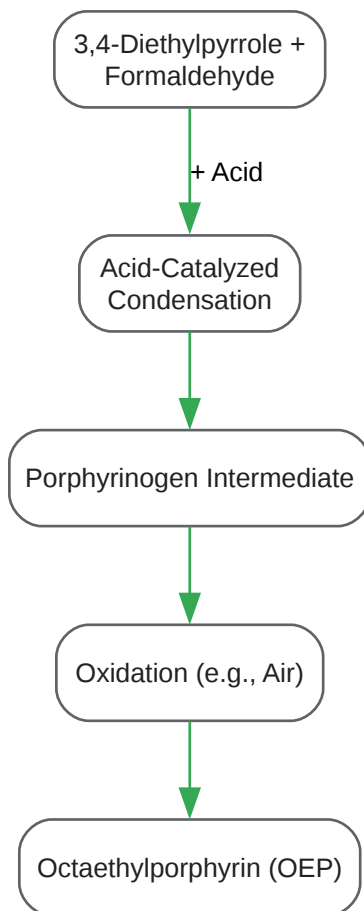 3,4-Diethylpyrrole +
Formaldehyde
+ Acid
Acid-Catalyzed
Condensation
Porphyrinogen Intermediate
Oxidation (e.g., Air)
Octaethylporphyrin (OEP)